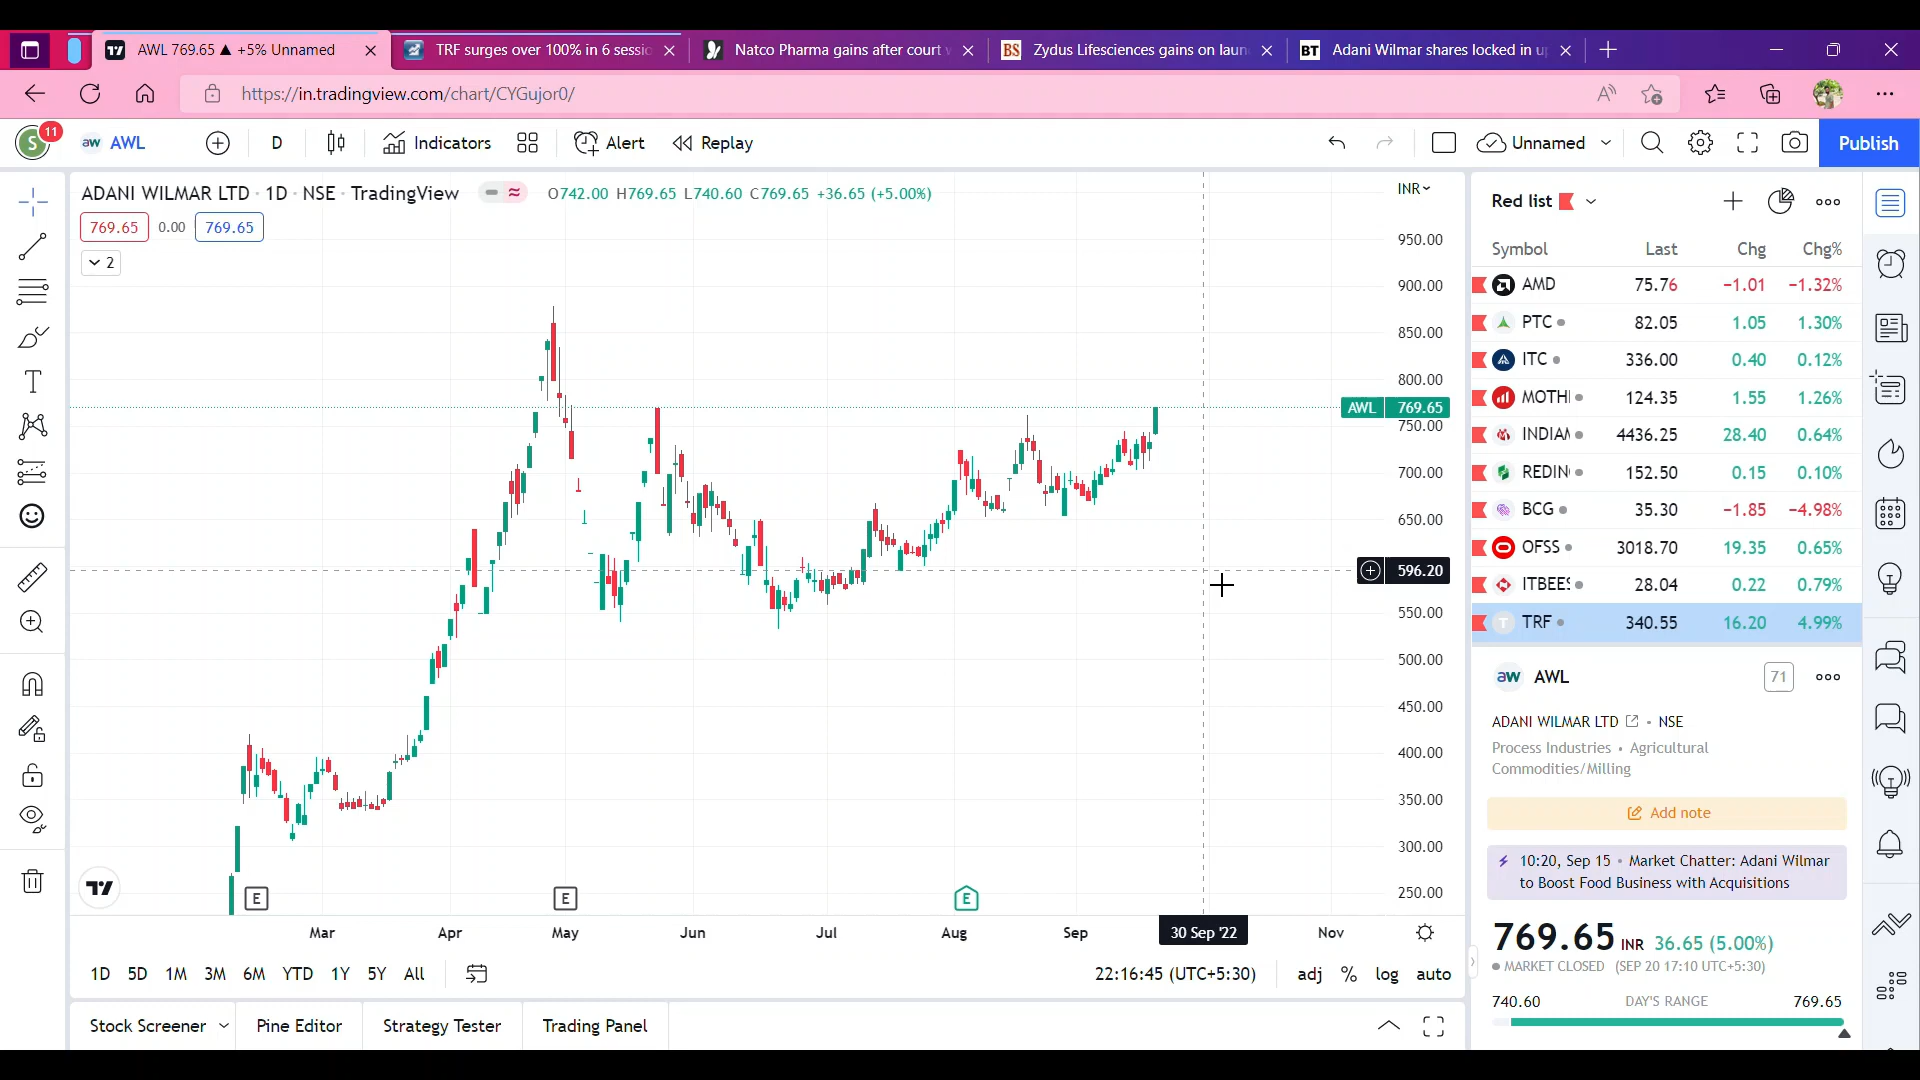 AWL 769.65 ▲ +5% Unnamed
TRF surges over 100% in 6 sessio
Natco Pharma gains after court
BS Zydus Lifesciences gains on laun
BT Adani Wilmar shares locked in up
https://in.tradingview.com/chart/CYGujor0/
S 11 aw AWL D Indicators Alert Replay Unnamed Publish
ADANI WILMAR LTD · 1D · NSE · TradingView O742.00 H769.65 L740.60 C769.65 +36.65 (+5.00%)
INR
769.65 0.00 769.65
2
950.00
900.00
850.00
800.00
AWL 769.65
750.00
700.00
650.00
596.20
550.00
500.00
450.00
400.00
350.00
300.00
250.00
E E E
Mar Apr May Jun Jul Aug Sep 30 Sep '22 Nov
1D 5D 1M 3M 6M YTD 1Y 5Y All 22:16:45 (UTC+5:30) adj % log auto
Stock Screener Pine Editor Strategy Tester Trading Panel
Red list
Symbol Last Chg Chg%
AMD 75.76 −1.01 −1.32%
PTC 82.05 1.05 1.30%
ITC 336.00 0.40 0.12%
MOTHI 124.35 1.55 1.26%
INDIAN 4436.25 28.40 0.64%
REDIN 152.50 0.15 0.10%
BCG 35.30 −1.85 −4.98%
OFSS 3018.70 19.35 0.65%
ITBEES 28.04 0.22 0.79%
T TRF 340.55 16.20 4.99%
aw AWL 71
ADANI WILMAR LTD • NSE
Process Industries • Agricultural
Commodities/Milling
Add note
10:20, Sep 15 • Market Chatter: Adani Wilmar
to Boost Food Business with Acquisitions
769.65 INR 36.65 (5.00%)
MARKET CLOSED (SEP 20 17:10 UTC+5:30)
740.60 DAY'S RANGE 769.65